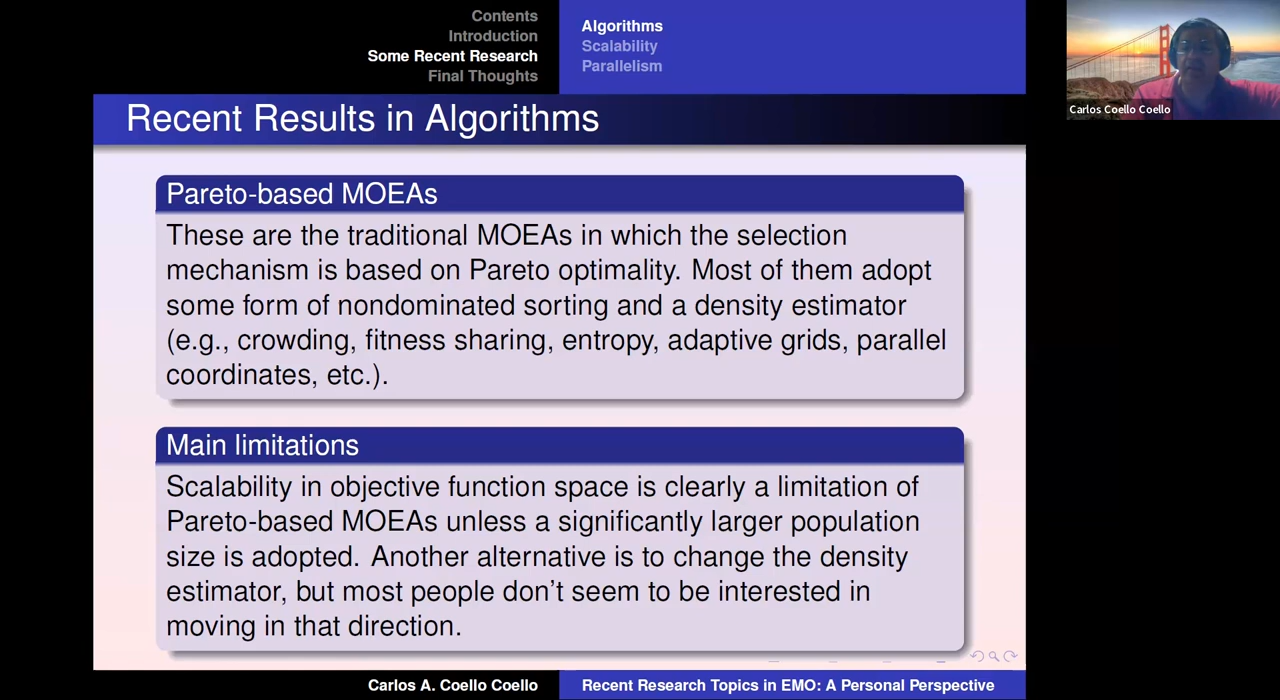 Contents
Introduction
Some Recent Research
Final Thoughts
Algorithms
Scalability
Parallelism
Carlos Coello Coello
Recent Results in Algorithms
Pareto-based MOEAs
These are the traditional MOEAs in which the selection
mechanism is based on Pareto optimality. Most of them adopt
some form of nondominated sorting and a density estimator
(e.g., crowding, fitness sharing, entropy, adaptive grids, parallel
coordinates, etc.).
Main limitations
Scalability in objective function space is clearly a limitation of
Pareto-based MOEAs unless a significantly larger population
size is adopted. Another alternative is to change the density
estimator, but most people don't seem to be interested in
moving in that direction.
Carlos A. Coello Coello
Recent Research Topics in EMO: A Personal Perspective